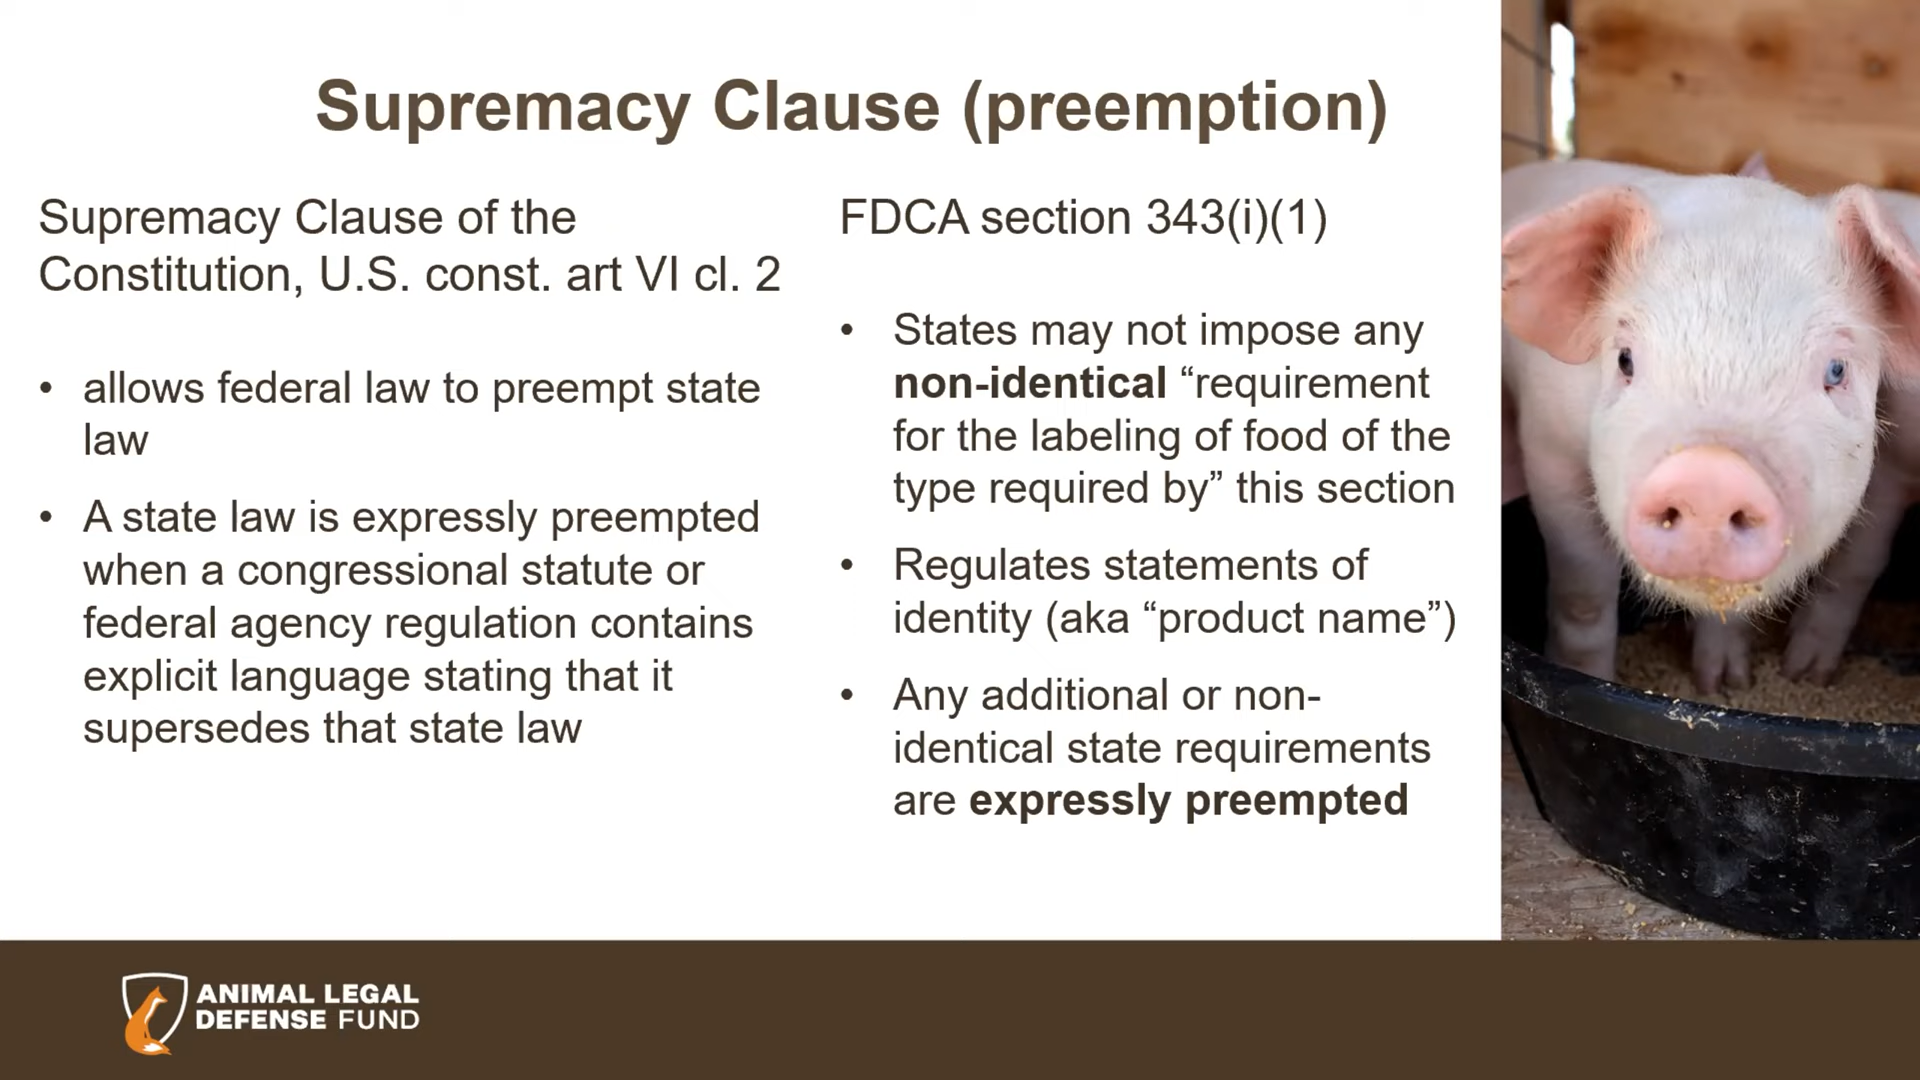 Supremacy Clause (preemption)
Supremacy Clause of the
Constitution, U.S. const. art VI cl. 2
• allows federal law to preempt state
law
• A state law is expressly preempted
when a congressional statute or
federal agency regulation contains
explicit language stating that it
supersedes that state law
FDCA section 343(i)(1)
• States may not impose any
non-identical “requirement
for the labeling of food of the
type required by” this section
• Regulates statements of
identity (aka “product name”)
• Any additional or non-
identical state requirements
are expressly preempted
ANIMAL LEGAL
DEFENSE FUND